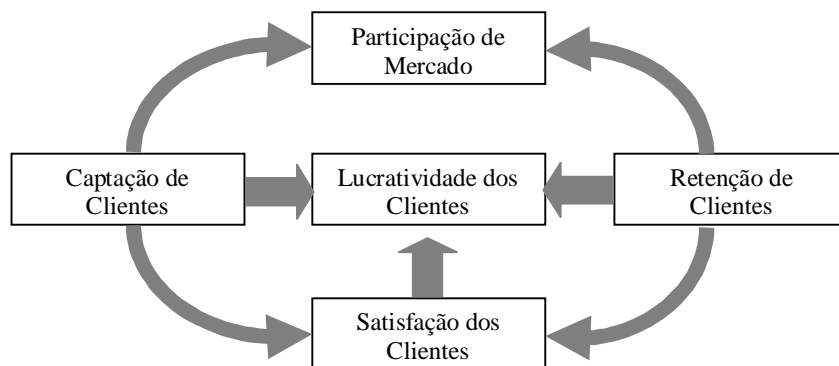 Participação de
Mercado
Captação de
Clientes
Lucratividade dos
Clientes
Retenção de
Clientes
Satisfação dos
Clientes